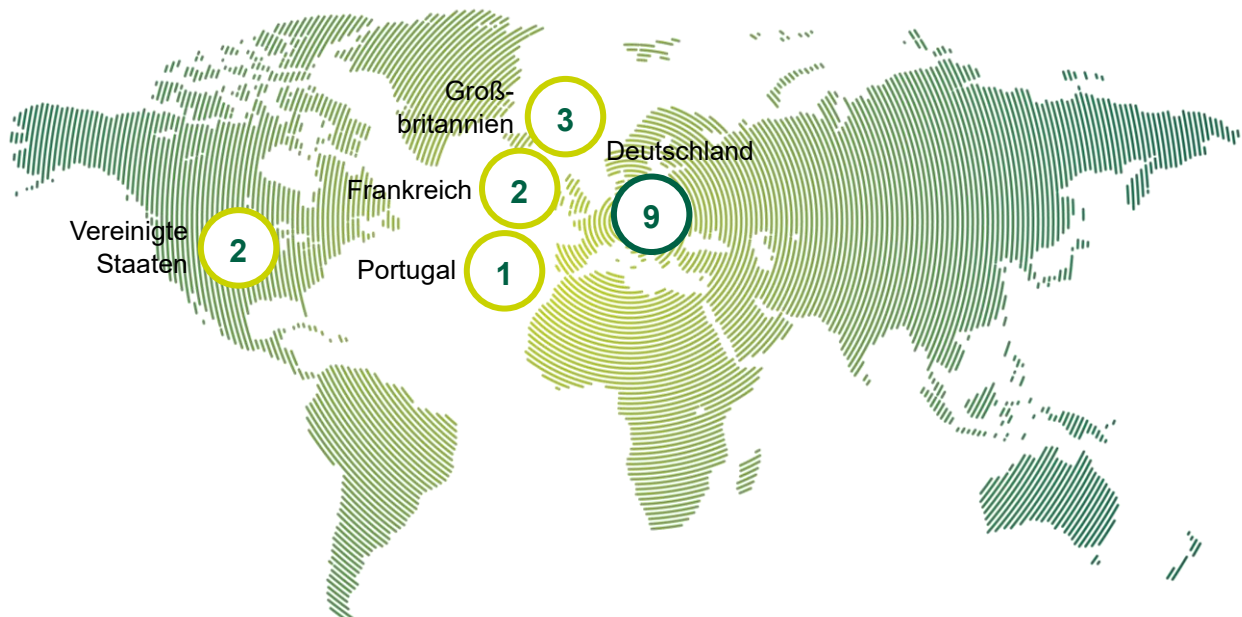 Groß-
britannien
3
Deutschland
9
Frankreich
2
Vereinigte
Staaten
2
Portugal
1